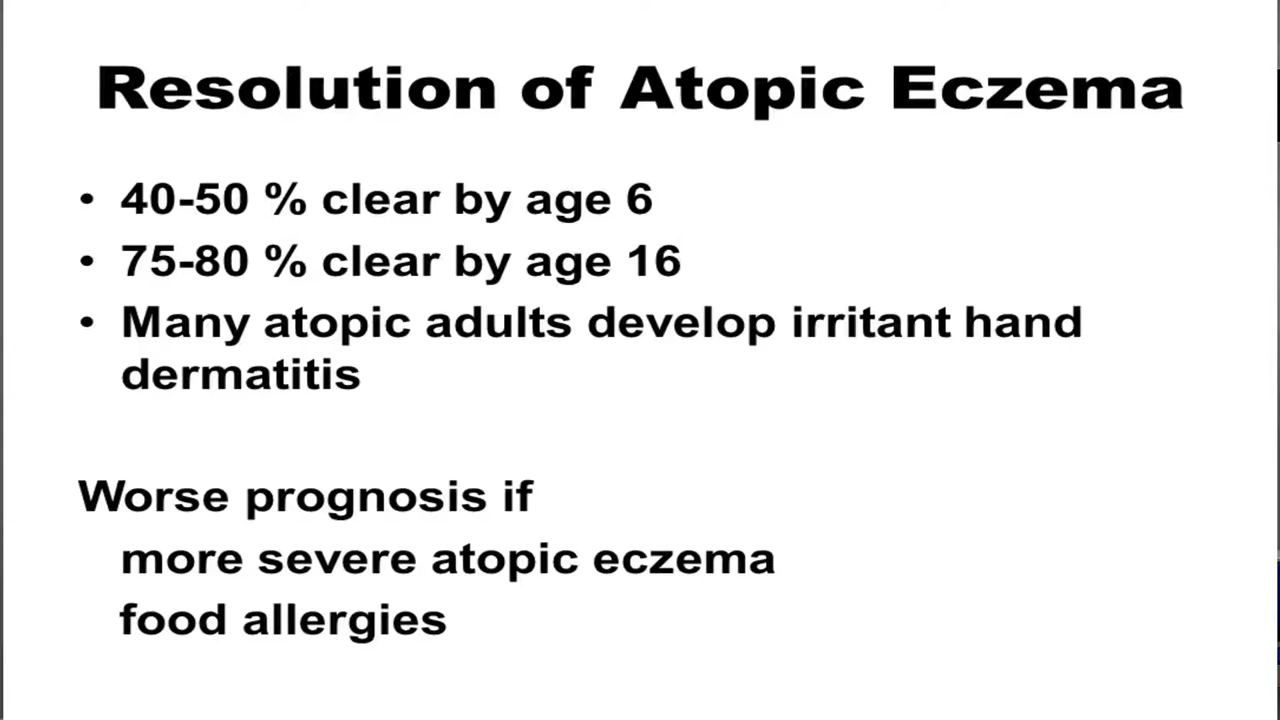 Resolution of Atopic Eczema
• 40-50 % clear by age 6
• 75-80 % clear by age 16
• Many atopic adults develop irritant hand
dermatitis
Worse prognosis if
more severe atopic eczema
food allergies